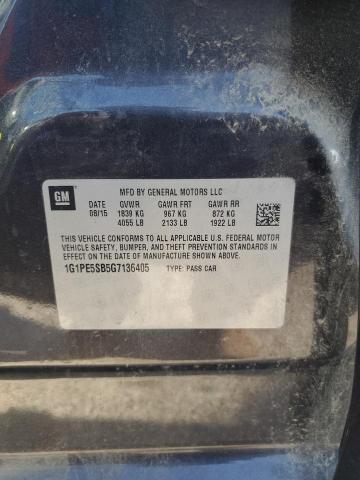 GM
MFD BY GENERAL MOTORS LLC
DATE GVWR GAWR FRT GAWR RR
08/15 1839 KG 967 KG 872 KG
4055 LB 2133 LB 1922 LB
THIS VEHICLE CONFORMS TO ALL APPLICABLE U.S. FEDERAL MOTOR
VEHICLE SAFETY, BUMPER, AND THEFT PREVENTION STANDARDS
IN EFFECT ON THE DATE OF MANUFACTURE SHOWN ABOVE.
1G1PE5SB5G7136405 TYPE: PASS CAR